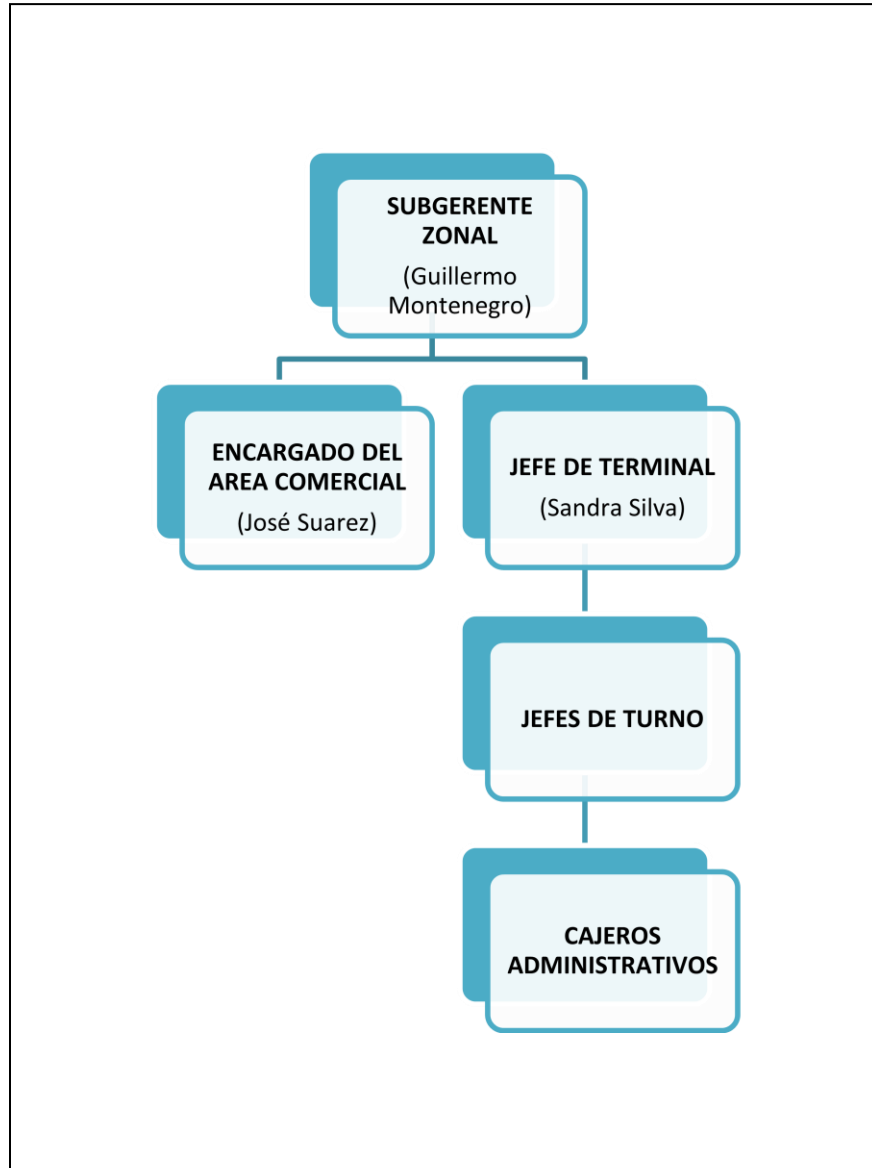 SUBGERENTE
ZONAL
(Guillermo
Montenegro)
ENCARGADO DEL
AREA COMERCIAL
(José Suarez)
JEFE DE TERMINAL
(Sandra Silva)
JEFES DE TURNO
CAJEROS
ADMINISTRATIVOS